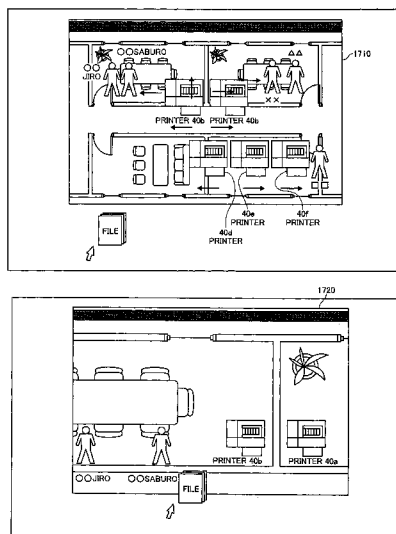 1710
○○SABURO
△△
○○
JIRO
××
PRINTER 40b PRINTER 40b
40d
PRINTER
40e
PRINTER
40f
PRINTER
□□
FILE
1720
PRINTER 40b
PRINTER 40a
○○JIRO ○○SABURO
FILE